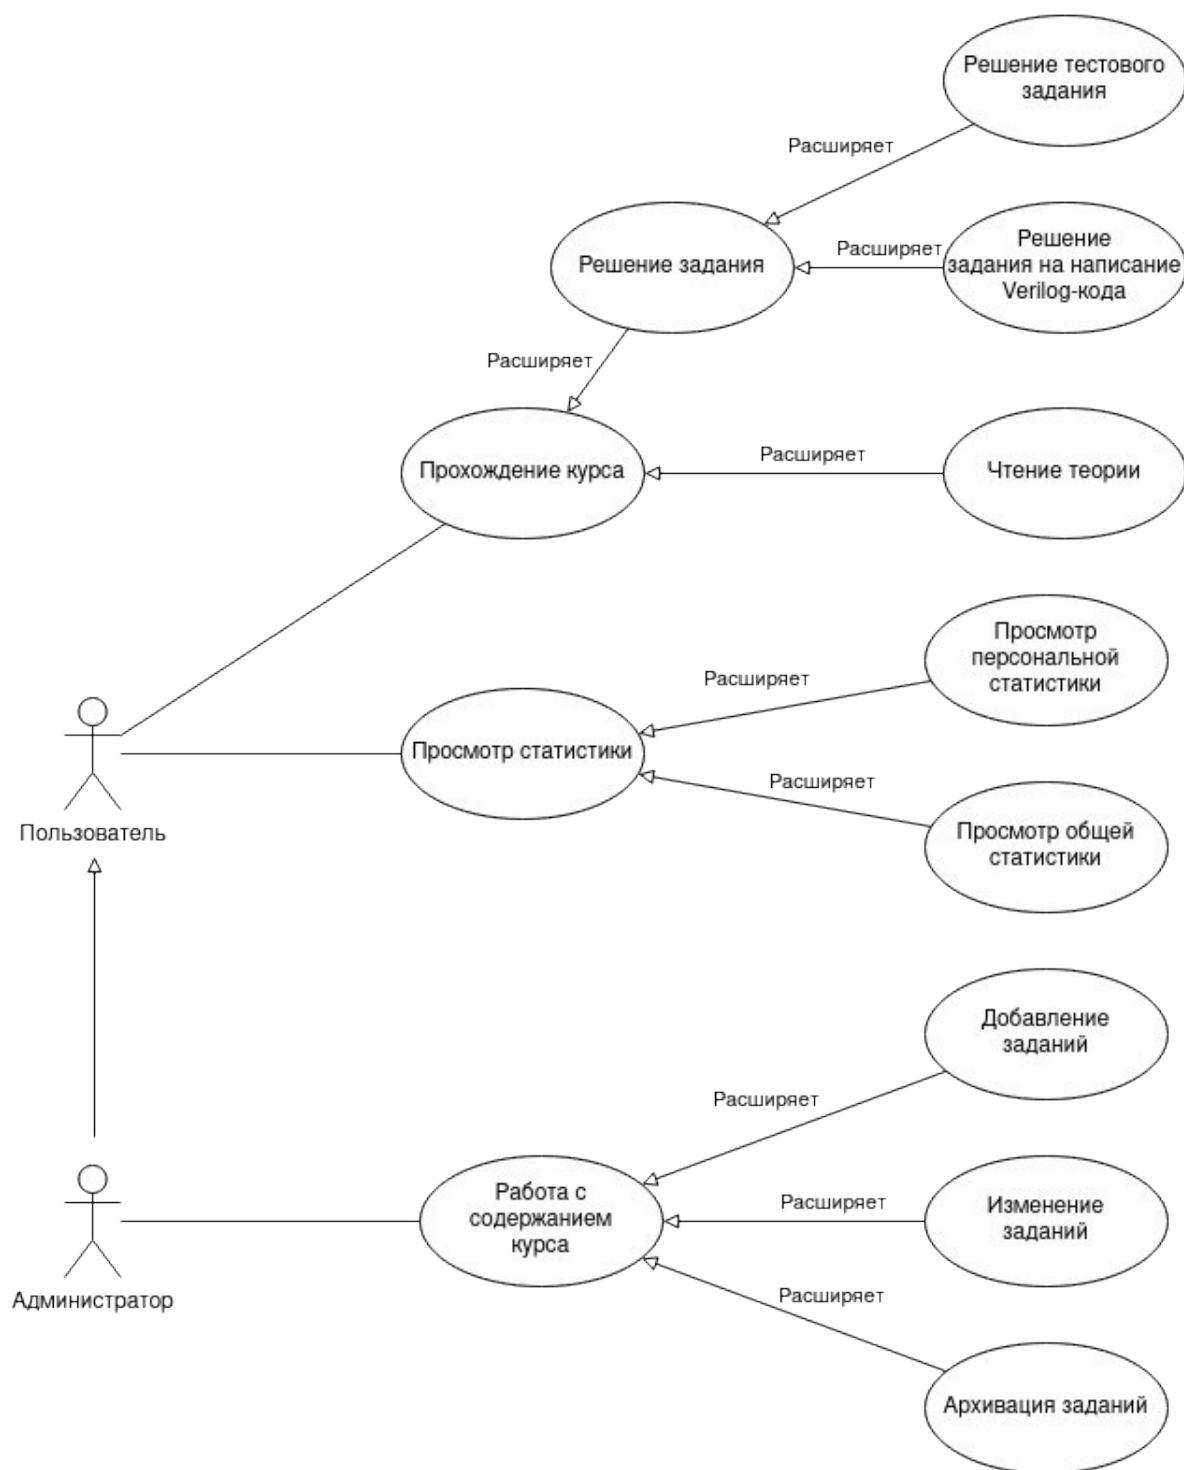 Решение тестового
задания
Расширяет
Решение задания
Расширяет
Решение
задания на написание
Verilog-кода
Расширяет
Прохождение курса
Расширяет
Чтение теории
Просмотр
персональной
статистики
Расширяет
Просмотр статистики
Расширяет
Просмотр общей
статистики
Пользователь
Добавление
заданий
Расширяет
Работа с
содержанием
курса
Расширяет
Изменение
заданий
Расширяет
Администратор
Архивация заданий